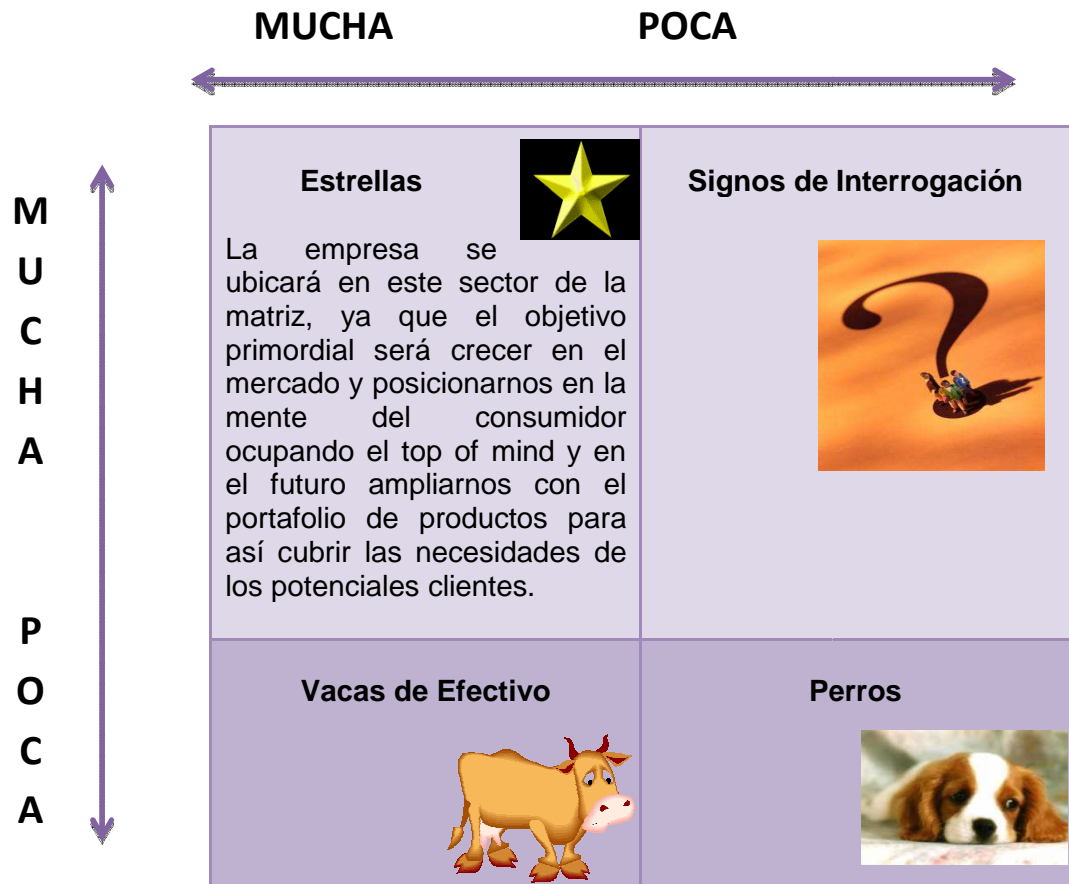 MUCHA POCA
MUCHA
POCA
Estrellas
La empresa se
ubicará en este sector de la
matriz, ya que el objetivo
primordial será crecer en el
mercado y posicionarnos en la
mente del consumidor
ocupando el top of mind y en
el futuro ampliarnos con el
portafolio de productos para
así cubrir las necesidades de
los potenciales clientes.
Signos de Interrogación
Vacas de Efectivo
Perros